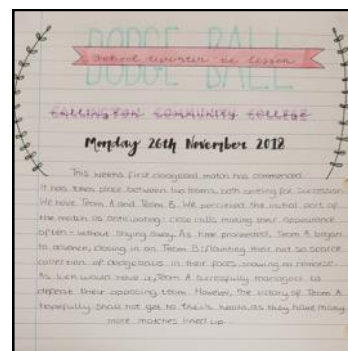 DODGE BALL
school reporter pe lesson
CALLINGTON COMMUNITY COLLEGE
Monday 26th November 2018
This weeks first dodgeball match has commenced.
It has taken place between two teams, both wetting for succession.
We have Team A and Team B. We perceived the initial part of
the match as anticipating: close calls making their appearance
often - without shying away. As time proceeded, Team A began
to advance, closing in on Team B: flaunting their not so scarce
collection of dodgeballs in their faces, showing no remorse.
As luck would have it, Team A successfully managed to
defeat their opposing team. However, the victory of Team A
hopefully shall not get to their heads, as they have many
more matches lined up.